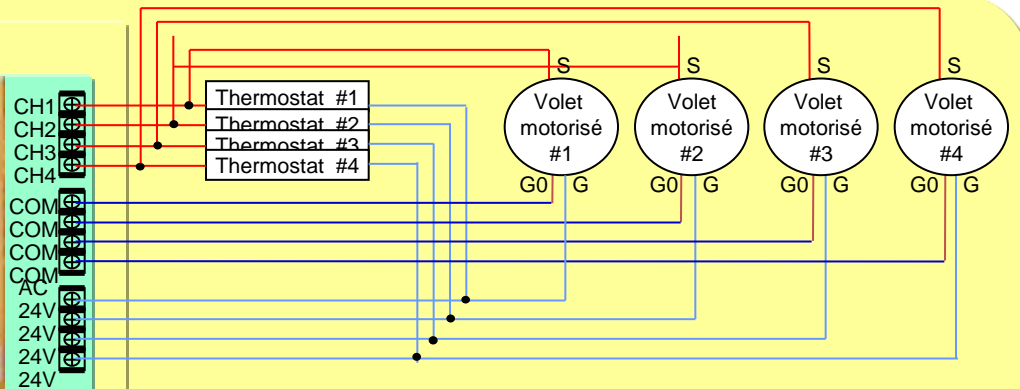 CH1
CH2
CH3
CH4
COM
COM
COM
COM
AC
24V
24V
24V
24V
Thermostat #1
Thermostat #2
Thermostat #3
Thermostat #4
S
Volet
motorisé
#1
G0 G
S
Volet
motorisé
#2
G0 G
S
Volet
motorisé
#3
G0 G
S
Volet
motorisé
#4
G0 G